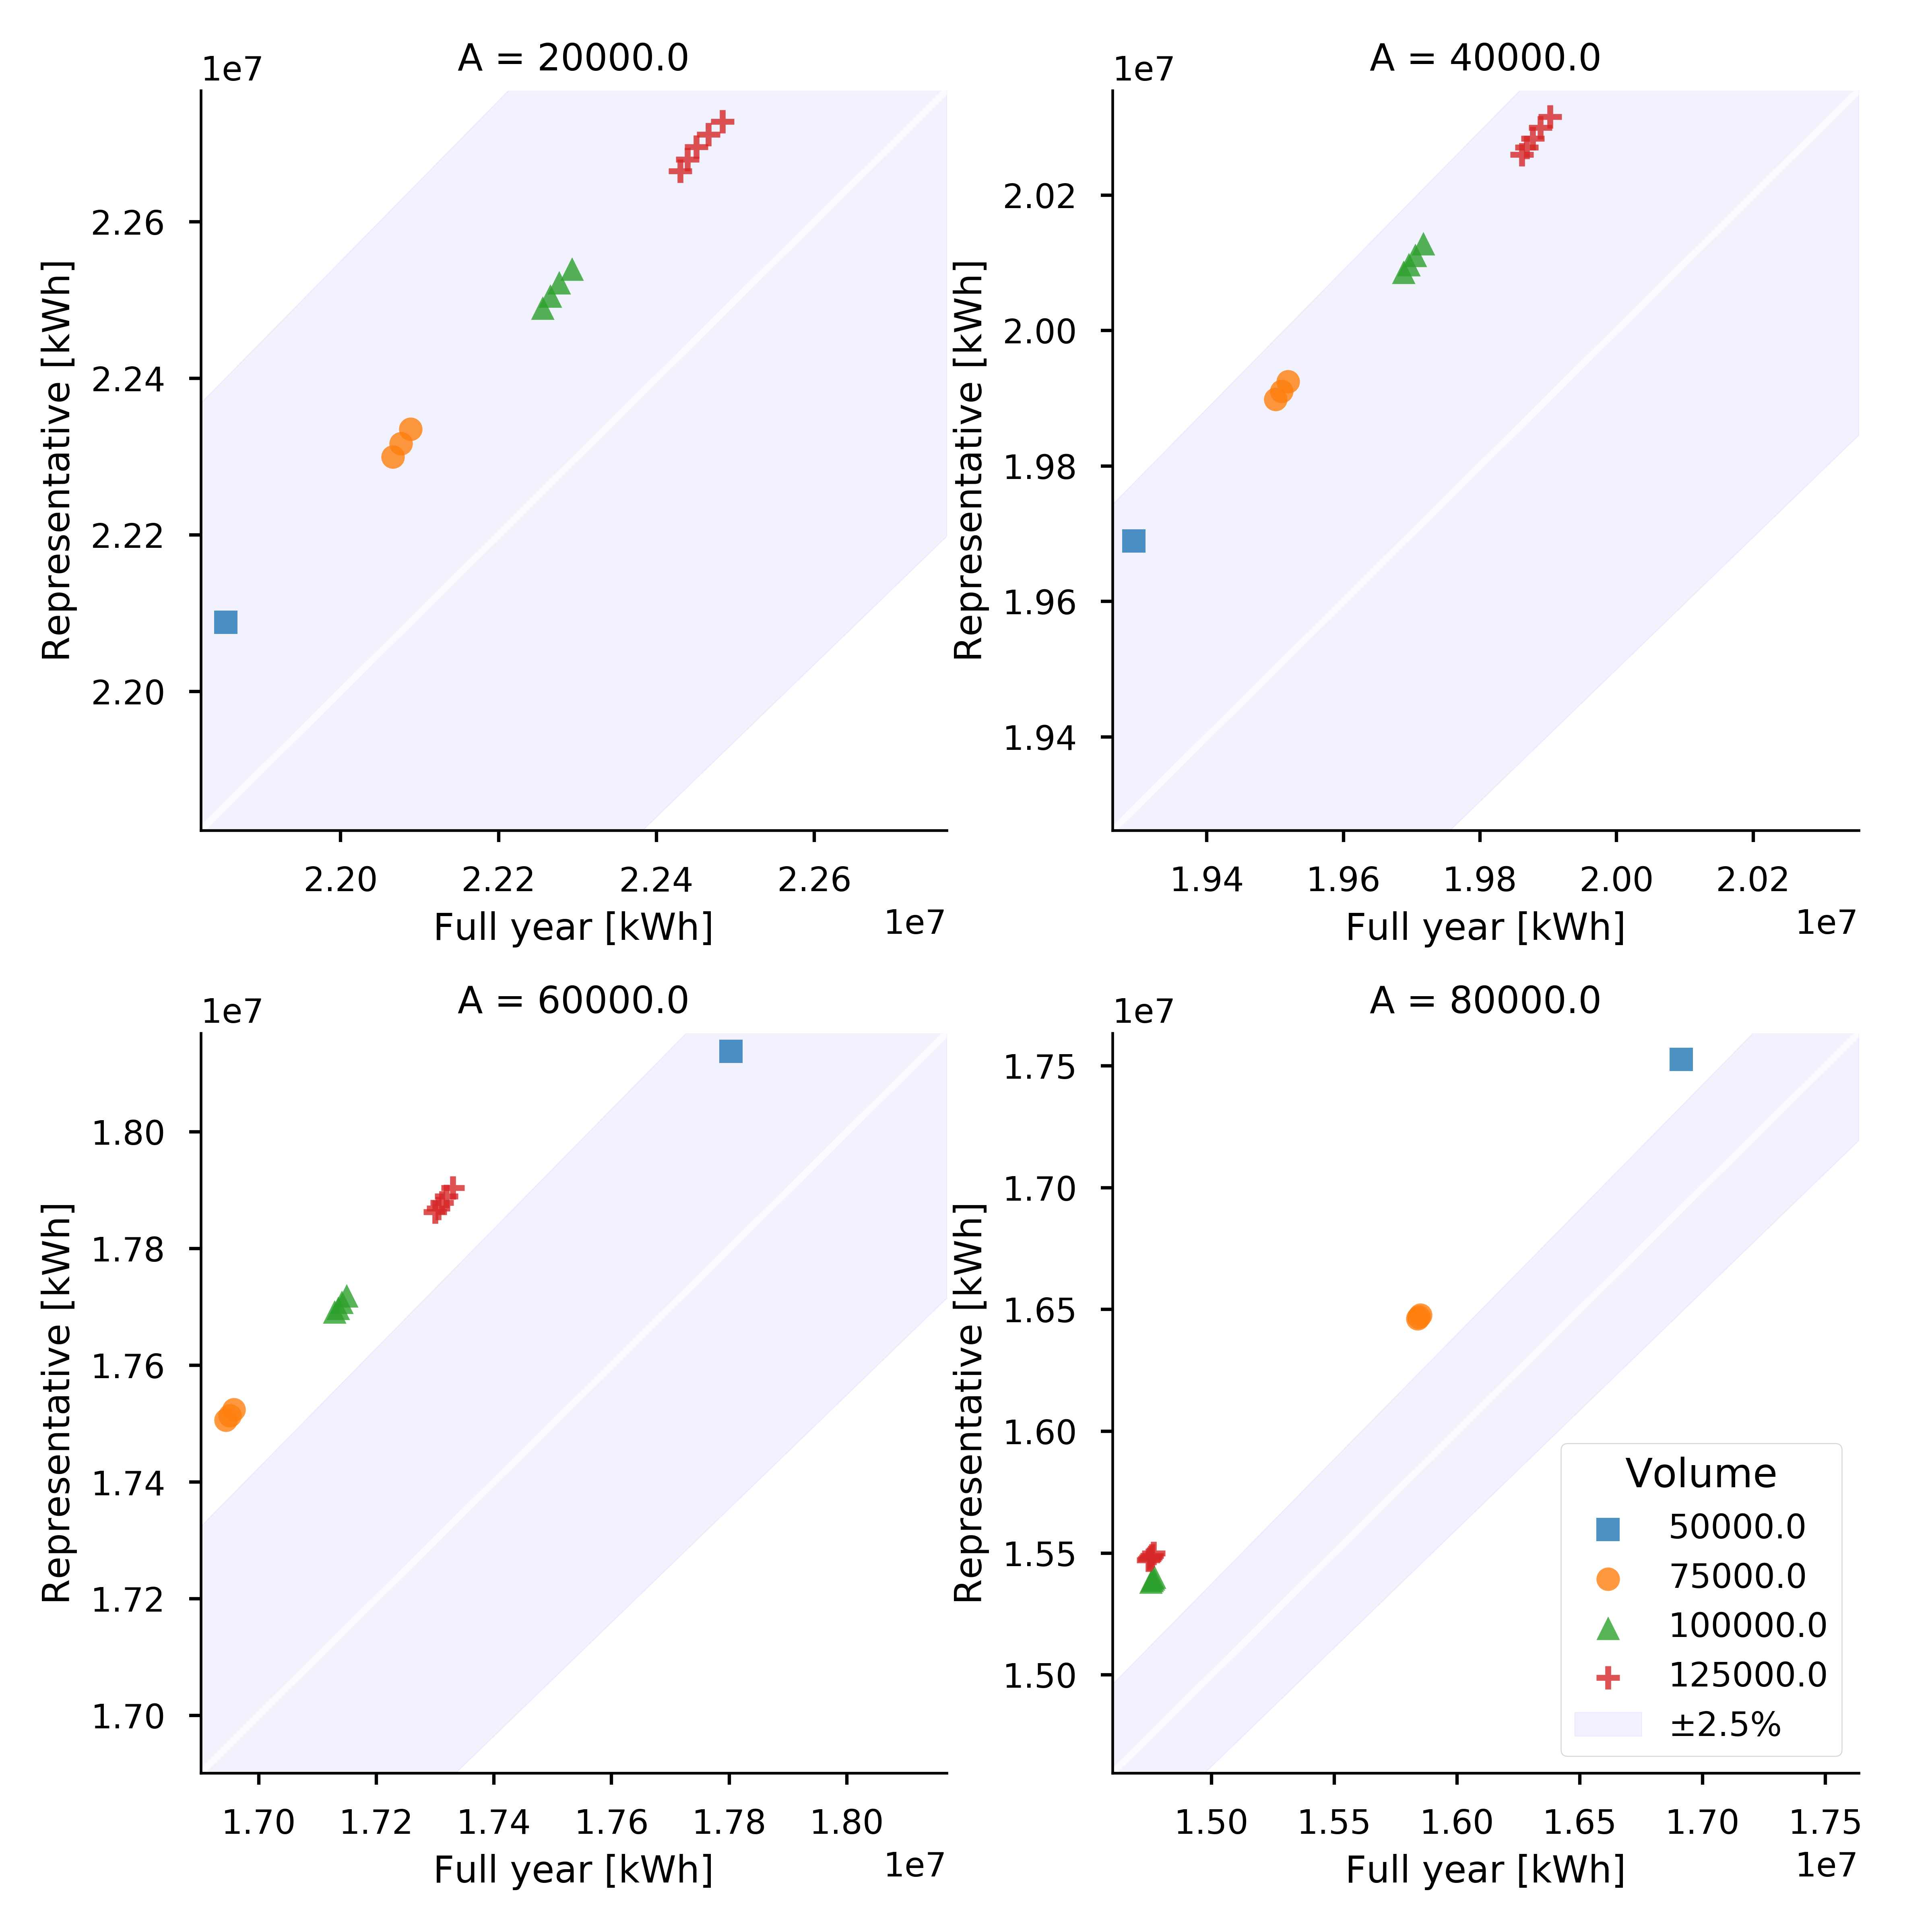 A = 20000.0
1e7
Representative [kWh]
2.26
2.24
2.22
2.20
2.20 2.22 2.24 2.26
1e7
Full year [kWh]
A = 40000.0
1e7
Representative [kWh]
2.02
2.00
1.98
1.96
1.94
1.94 1.96 1.98 2.00 2.02
1e7
Full year [kWh]
A = 60000.0
1e7
Representative [kWh]
1.80
1.78
1.76
1.74
1.72
1.70
1.70 1.72 1.74 1.76 1.78 1.80
1e7
Full year [kWh]
A = 80000.0
1e7
Representative [kWh]
1.75
1.70
1.65
1.60
1.55
1.50
1.50 1.55 1.60 1.65 1.70 1.75
1e7
Full year [kWh]
Volume
50000.0
75000.0
100000.0
125000.0
±2.5%